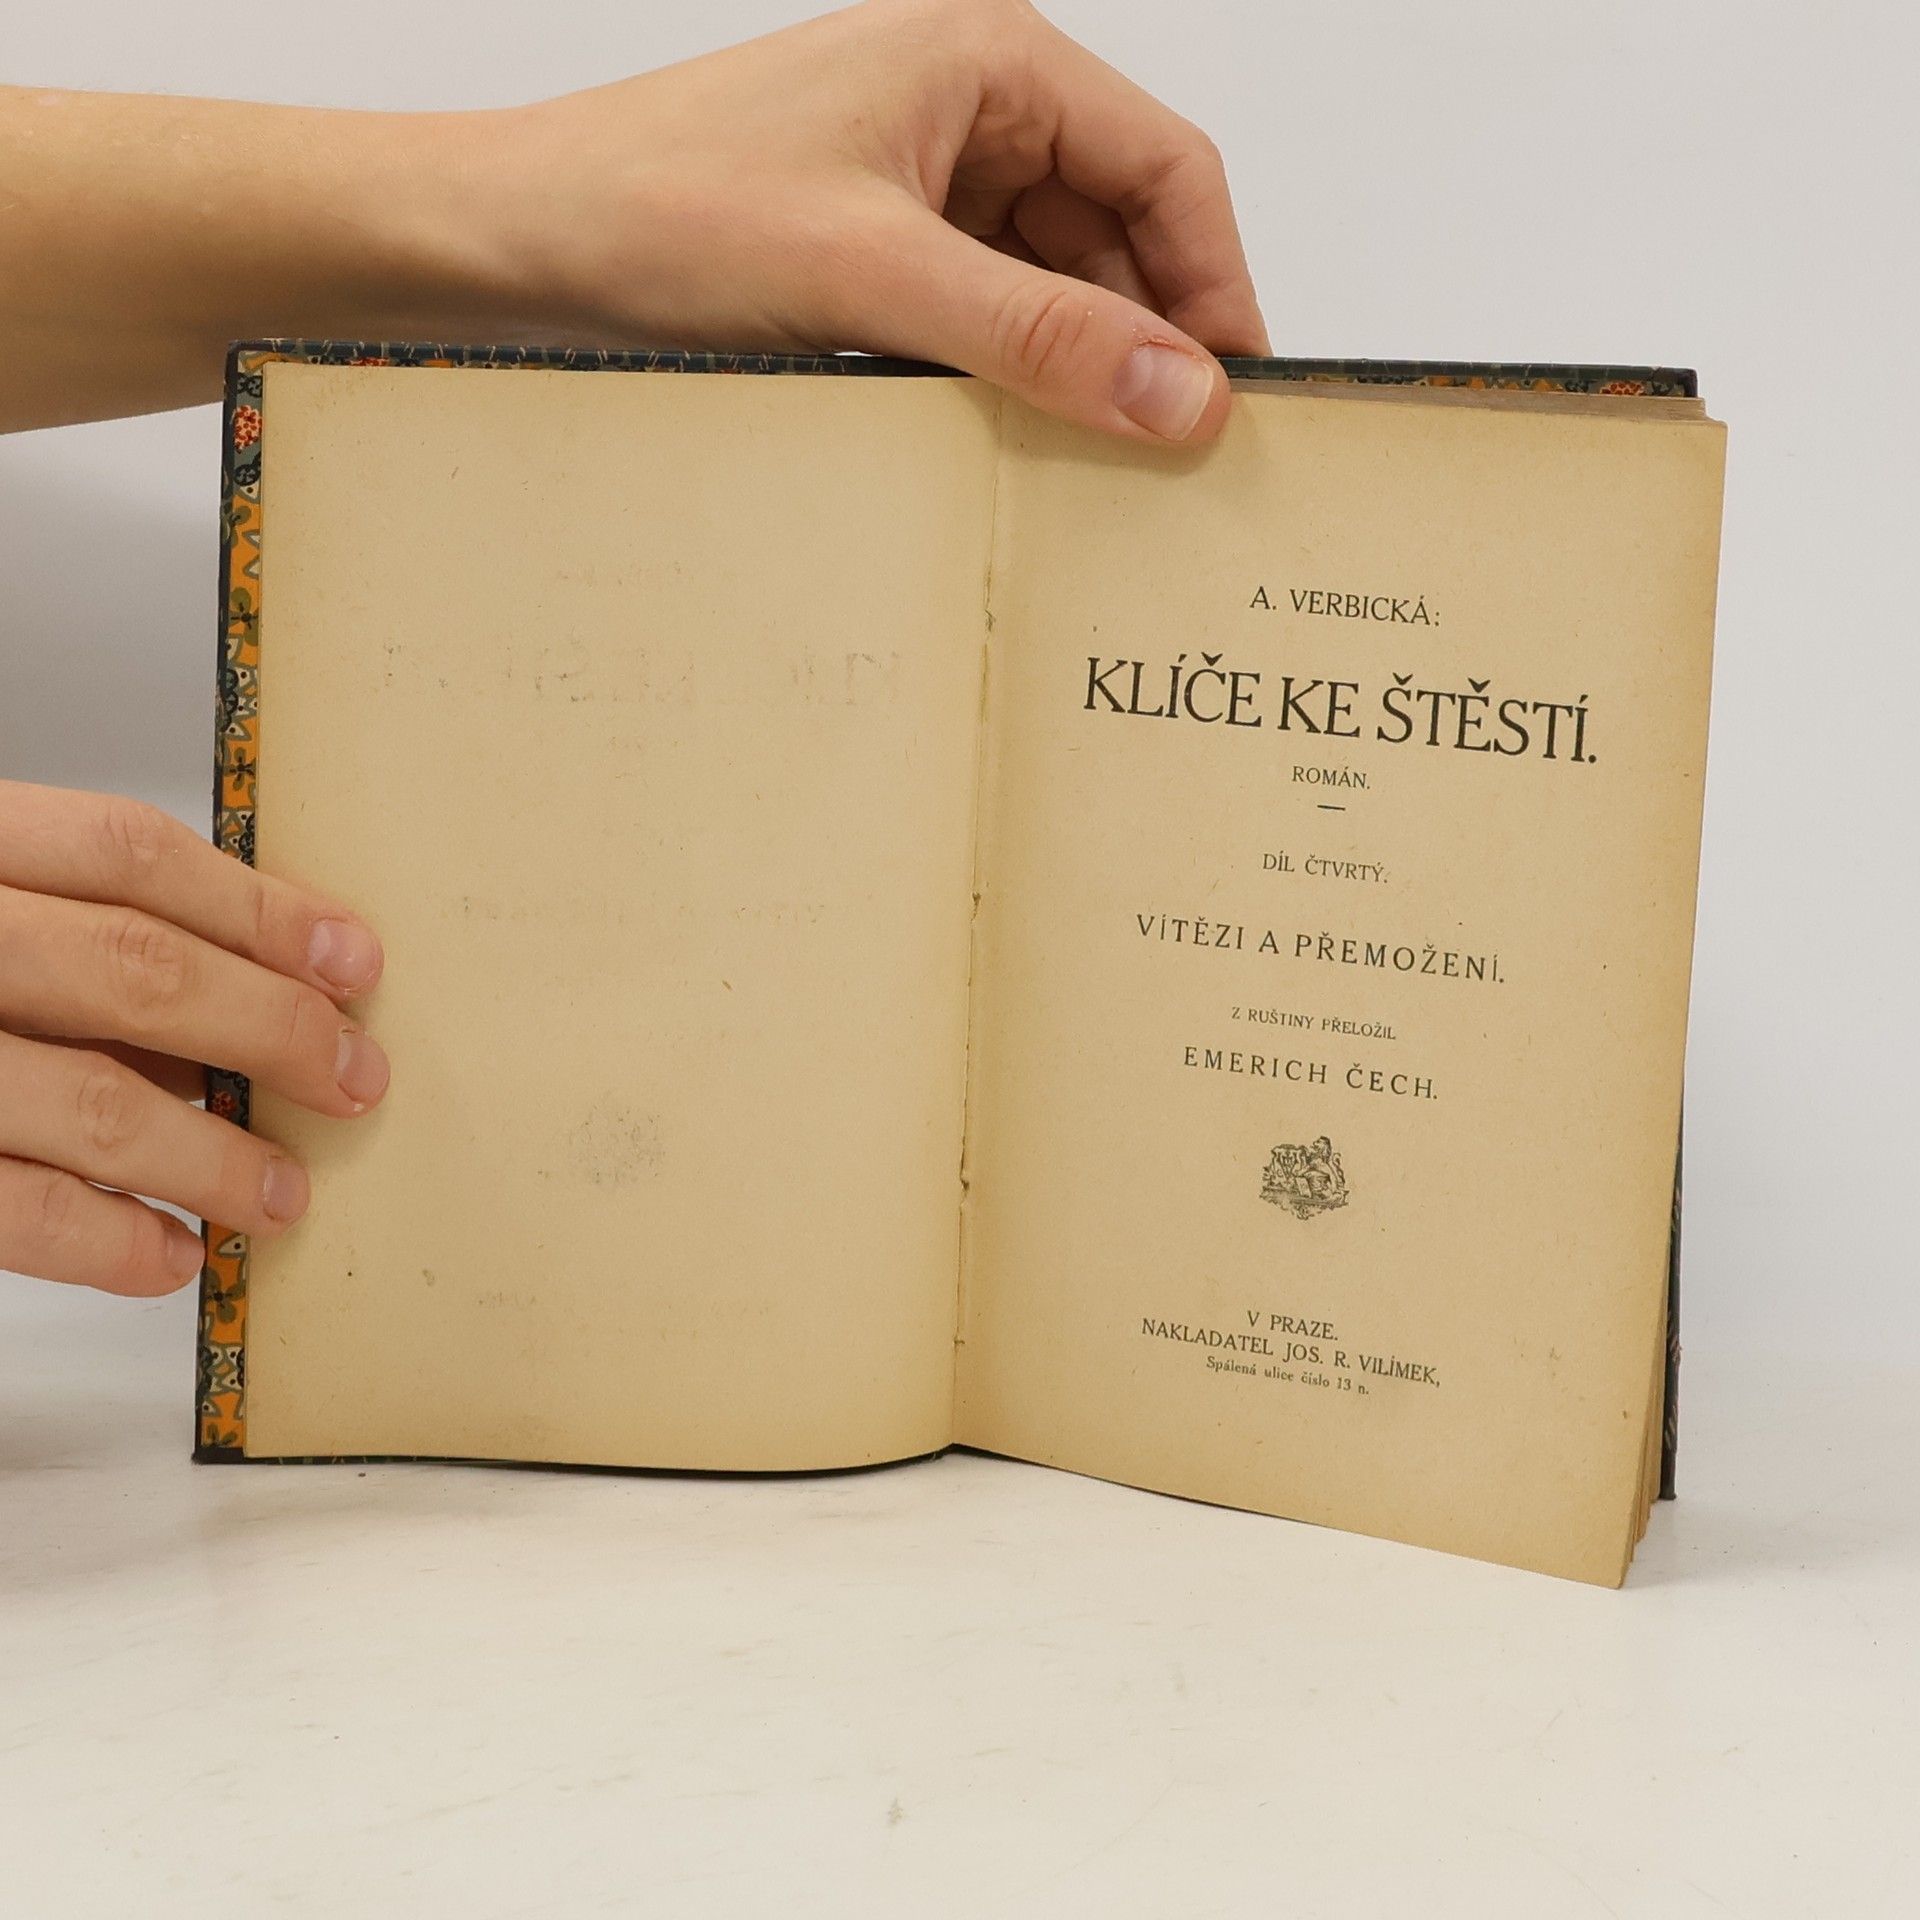 A. VERBICKÁ:
KLÍČE KE ŠTĚSTÍ.
ROMÁN.
DÍL ČTVRTÝ.
VÍTĚZI A PŘEMOŽENÍ.
Z RUŠTINY PŘELOŽIL
EMERICH ČECH.
V PRAZE.
NAKLADATEL JOS. R. VILÍMEK,
Spálená ulice číslo 13 n.